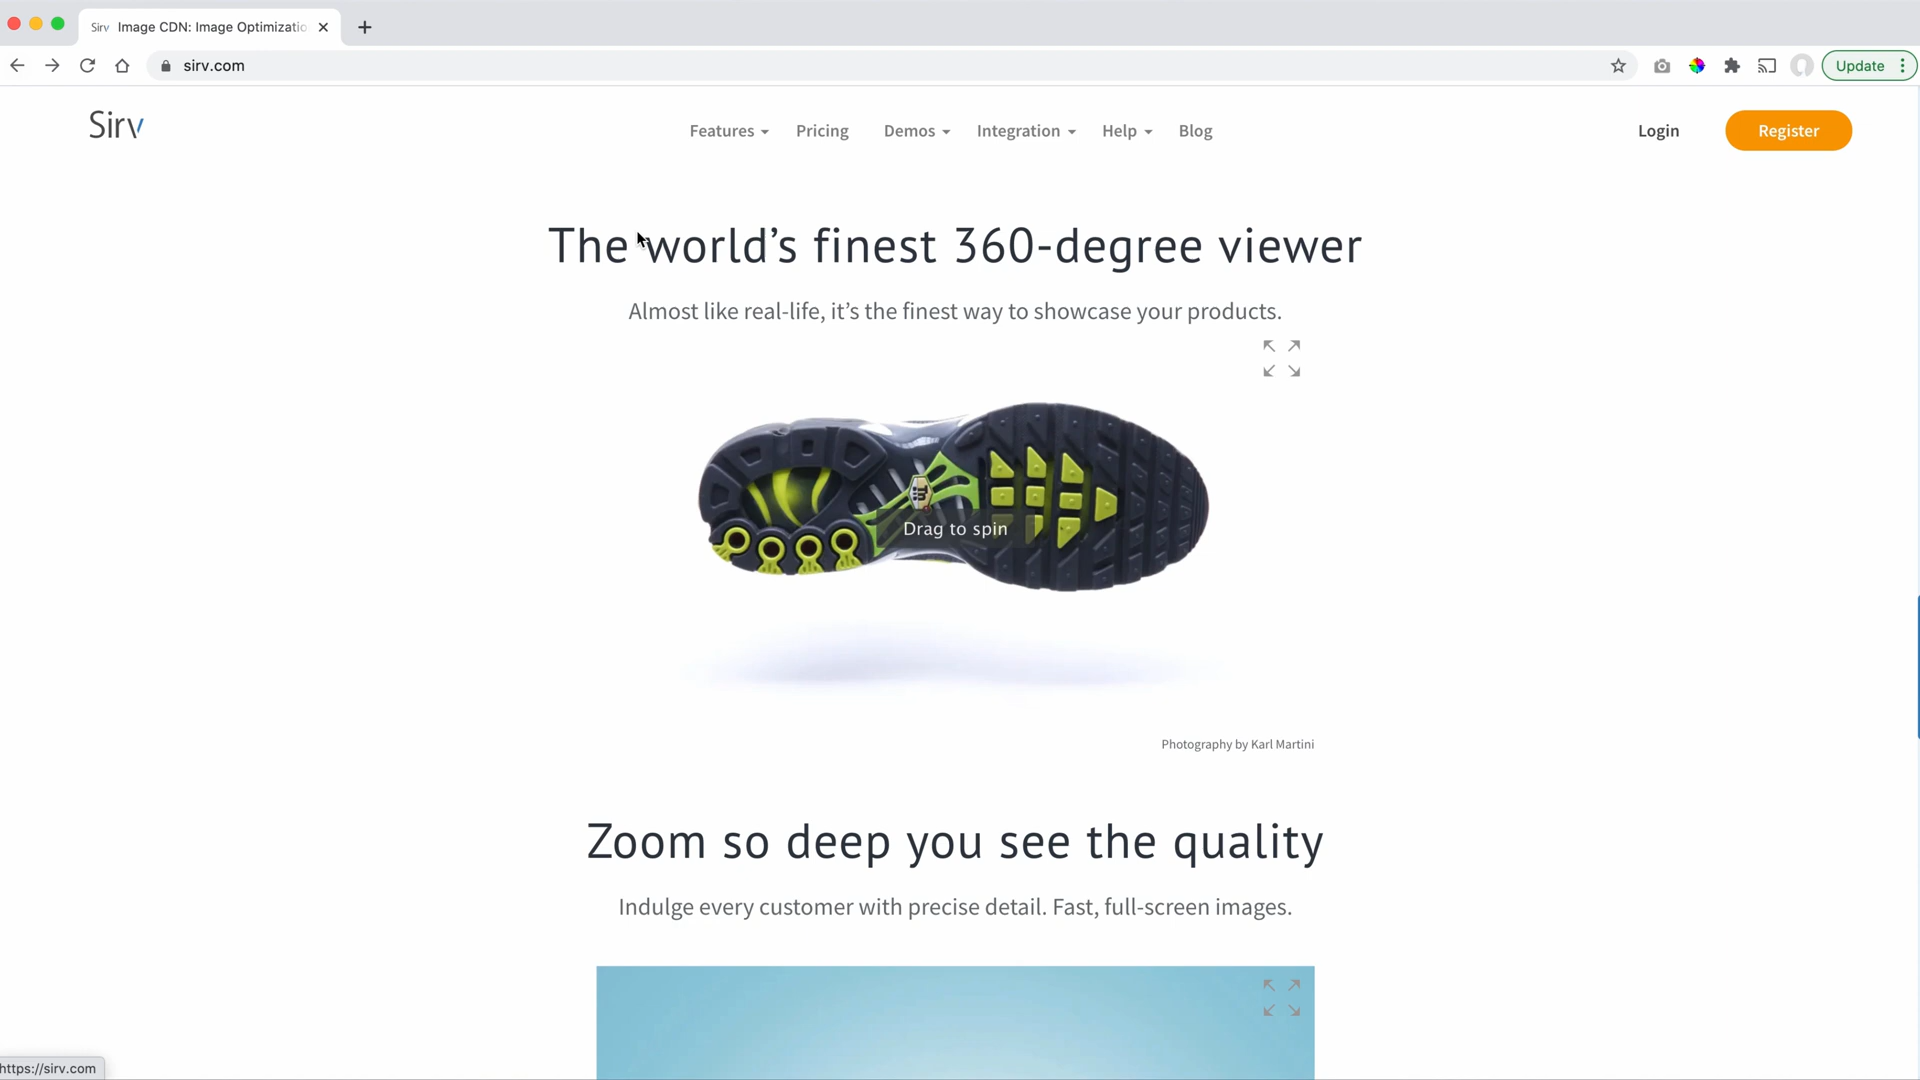 Sirv Image CDN: Image Optimizatio
sirv.com
Update
Sirv
Features
Pricing
Demos
Integration
Help
Blog
Login
Register
The world’s finest 360-degree viewer
Almost like real-life, it’s the finest way to showcase your products.
Drag to spin
Photography by Karl Martini
Zoom so deep you see the quality
Indulge every customer with precise detail. Fast, full-screen images.
https://sirv.com